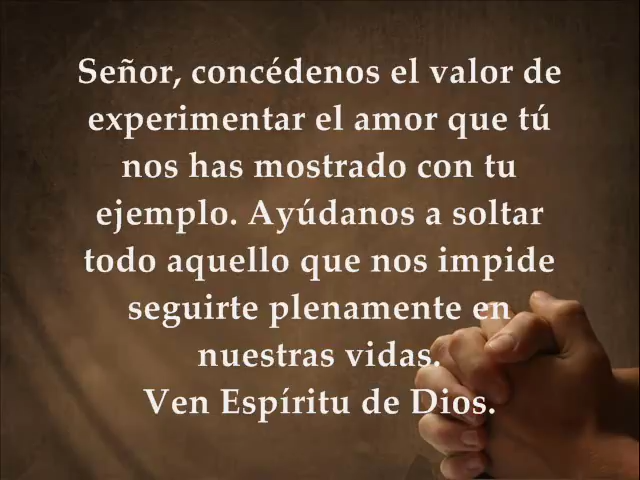 Señor, concédenos el valor de
experimentar el amor que tú
nos has mostrado con tu
ejemplo. Ayúdanos a soltar
todo aquello que nos impide
seguirte plenamente en
nuestras vidas.
Ven Espíritu de Dios.